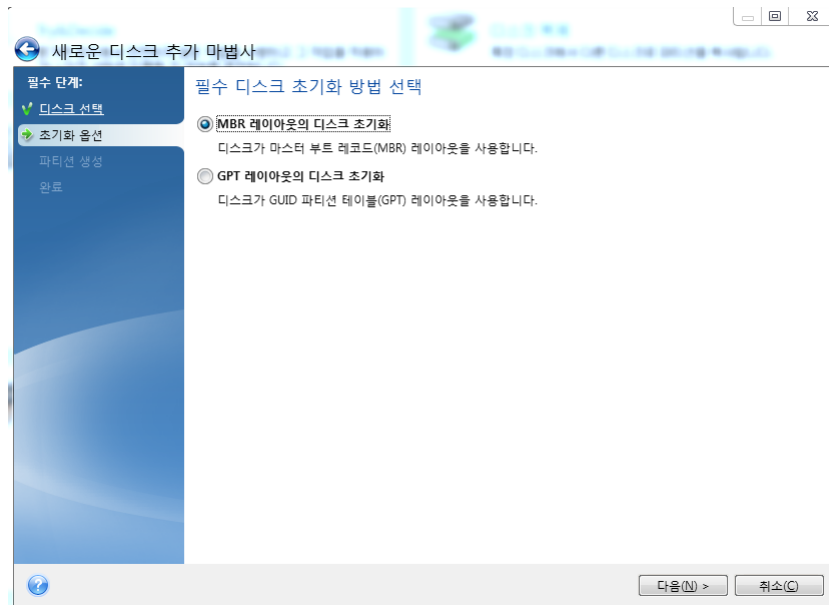 새로운 디스크 추가 마법사
필수 단계:
디스크 선택
초기화 옵션
파티션 생성
완료
필수 디스크 초기화 방법 선택
MBR 레이아웃의 디스크 초기화
디스크가 마스터 부트 레코드(MBR) 레이아웃을 사용합니다.
GPT 레이아웃의 디스크 초기화
디스크가 GUID 파티션 테이블(GPT) 레이아웃을 사용합니다.
다음(N) >
취소(C)